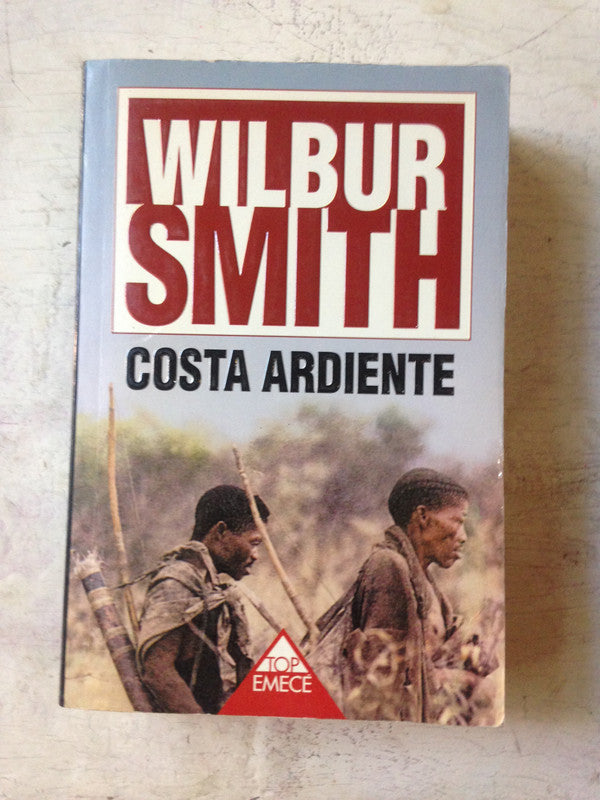 WILBUR
SMITH
COSTA ARDIENTE
TOP
EMECÉ